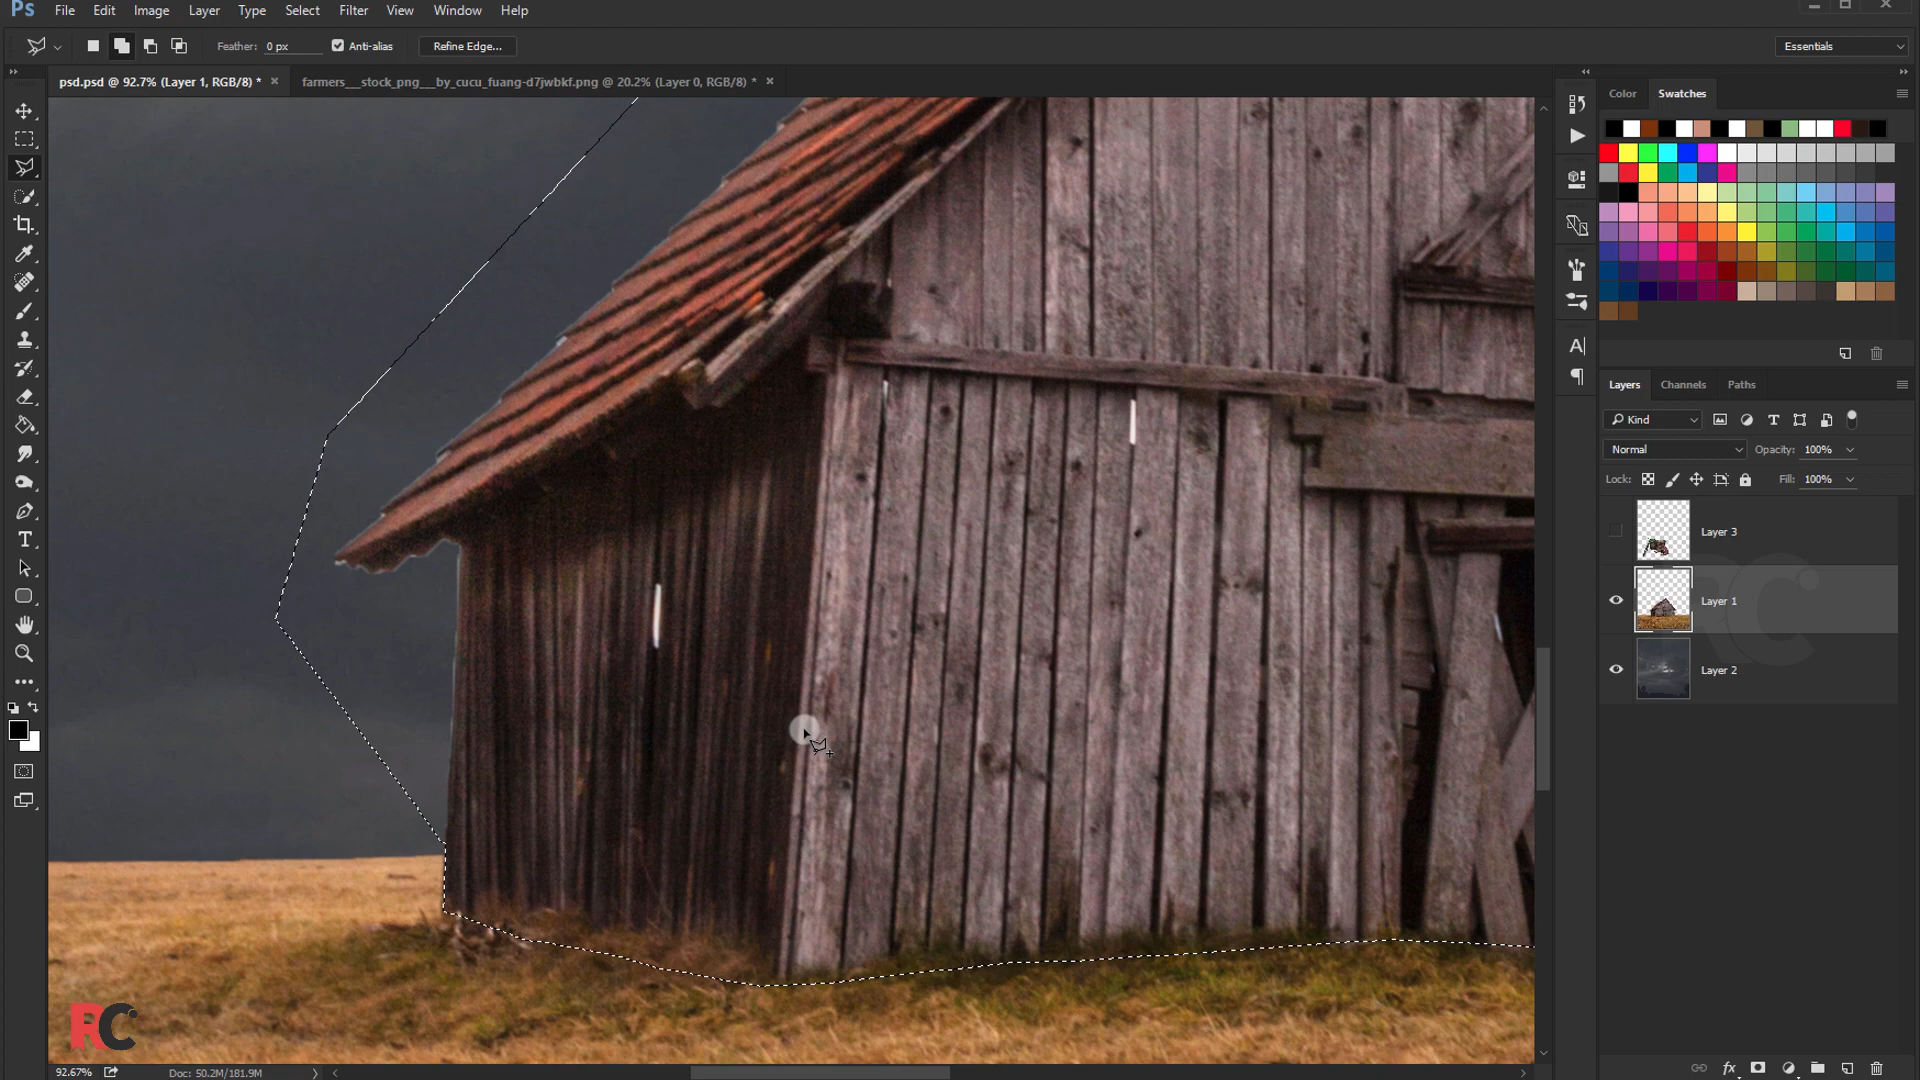 Ps File Edit Image Layer Type Select Filter View Window Help
Feather: 0 px Anti-alias Refine Edge... Essentials
psd.psd @ 92.7% (Layer 1, RGB/8) * × farmers__stock_png__by_cucu_fuang-d7jwbkf.png @ 20.2% (Layer 0, RGB/8) * ×
Color Swatches
Layers Channels Paths
Kind
Normal Opacity: 100%
Lock: Fill: 100%
Layer 3
Layer 1
Layer 2
RC
RC
92.67% Doc: 50.2M/181.9M